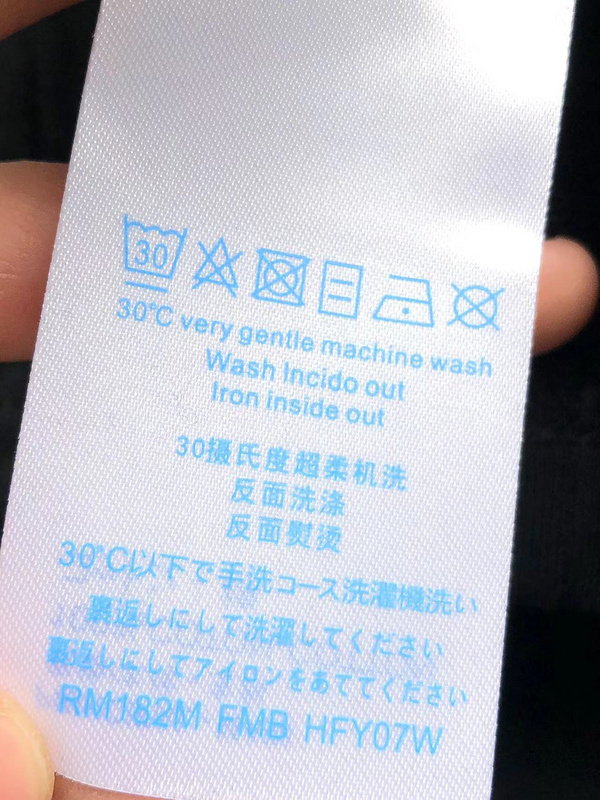 30
30°C very gentle machine wash
Wash Incido out
Iron inside out
30摄氏度超柔机洗
反面洗涤
反面熨烫
30℃以下で手洗コース洗濯機洗い
裏返しにして洗濯してください
裏返しにしてアイロンをあててください
RM182M FMB HFY07W